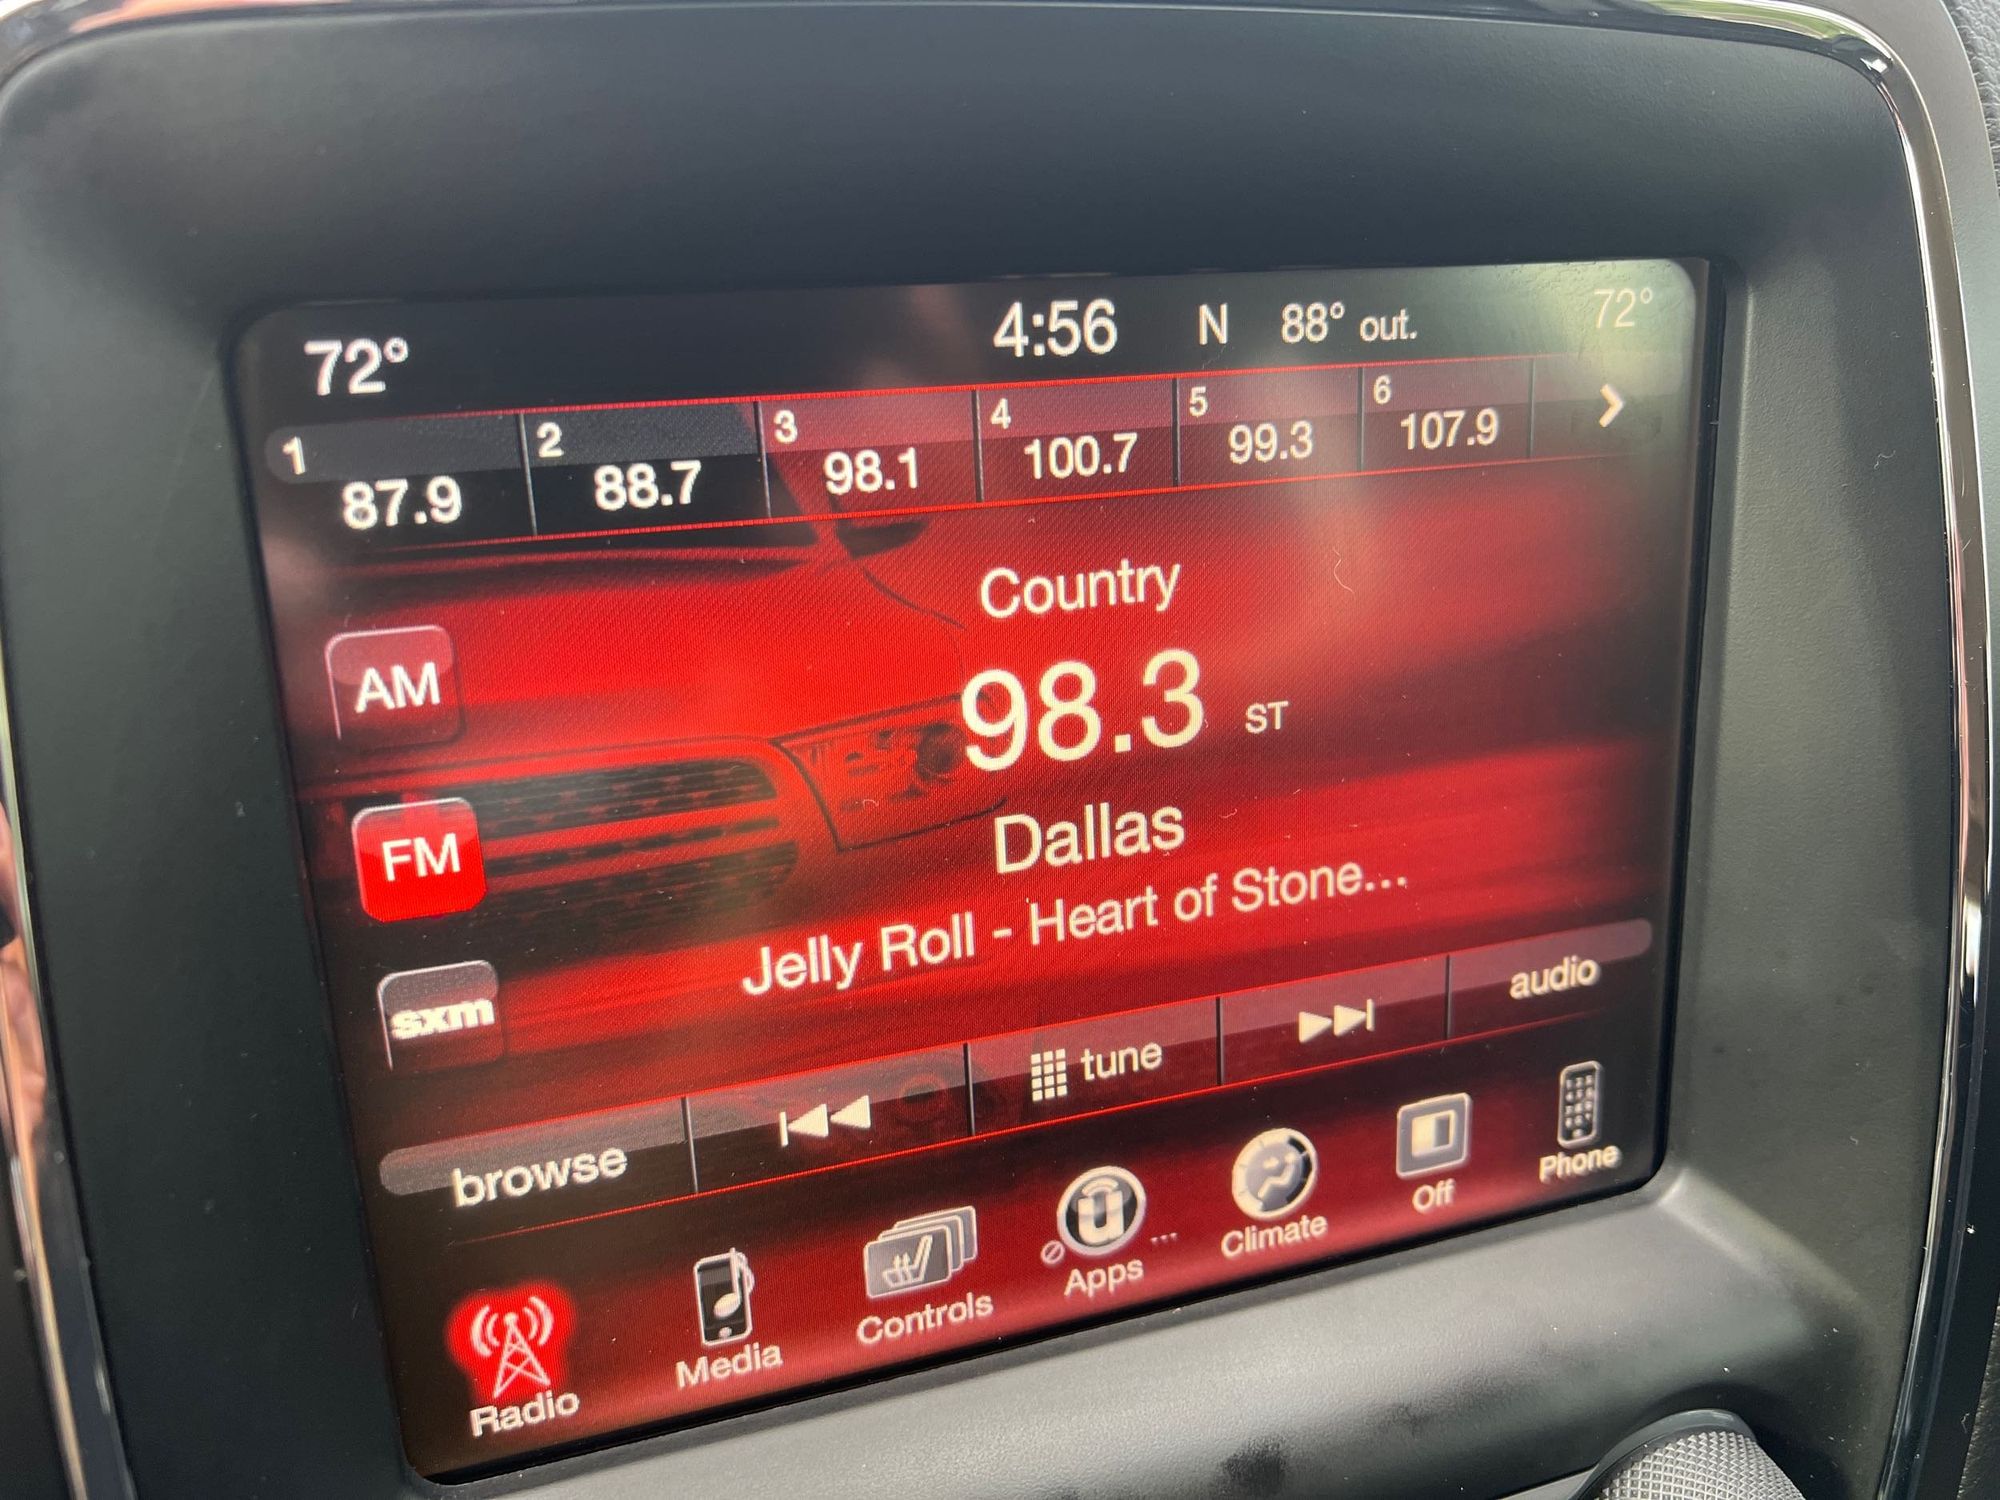 72° 4:56 N 88° out. 72°
1 2 3 4 5 6
87.9 88.7 98.1 100.7 99.3 107.9
Country
AM
98.3 ST
FM
Dallas
Jelly Roll - Heart of Stone...
sxm
browse tune audio
Radio Media Controls Apps ... Climate Off Phone